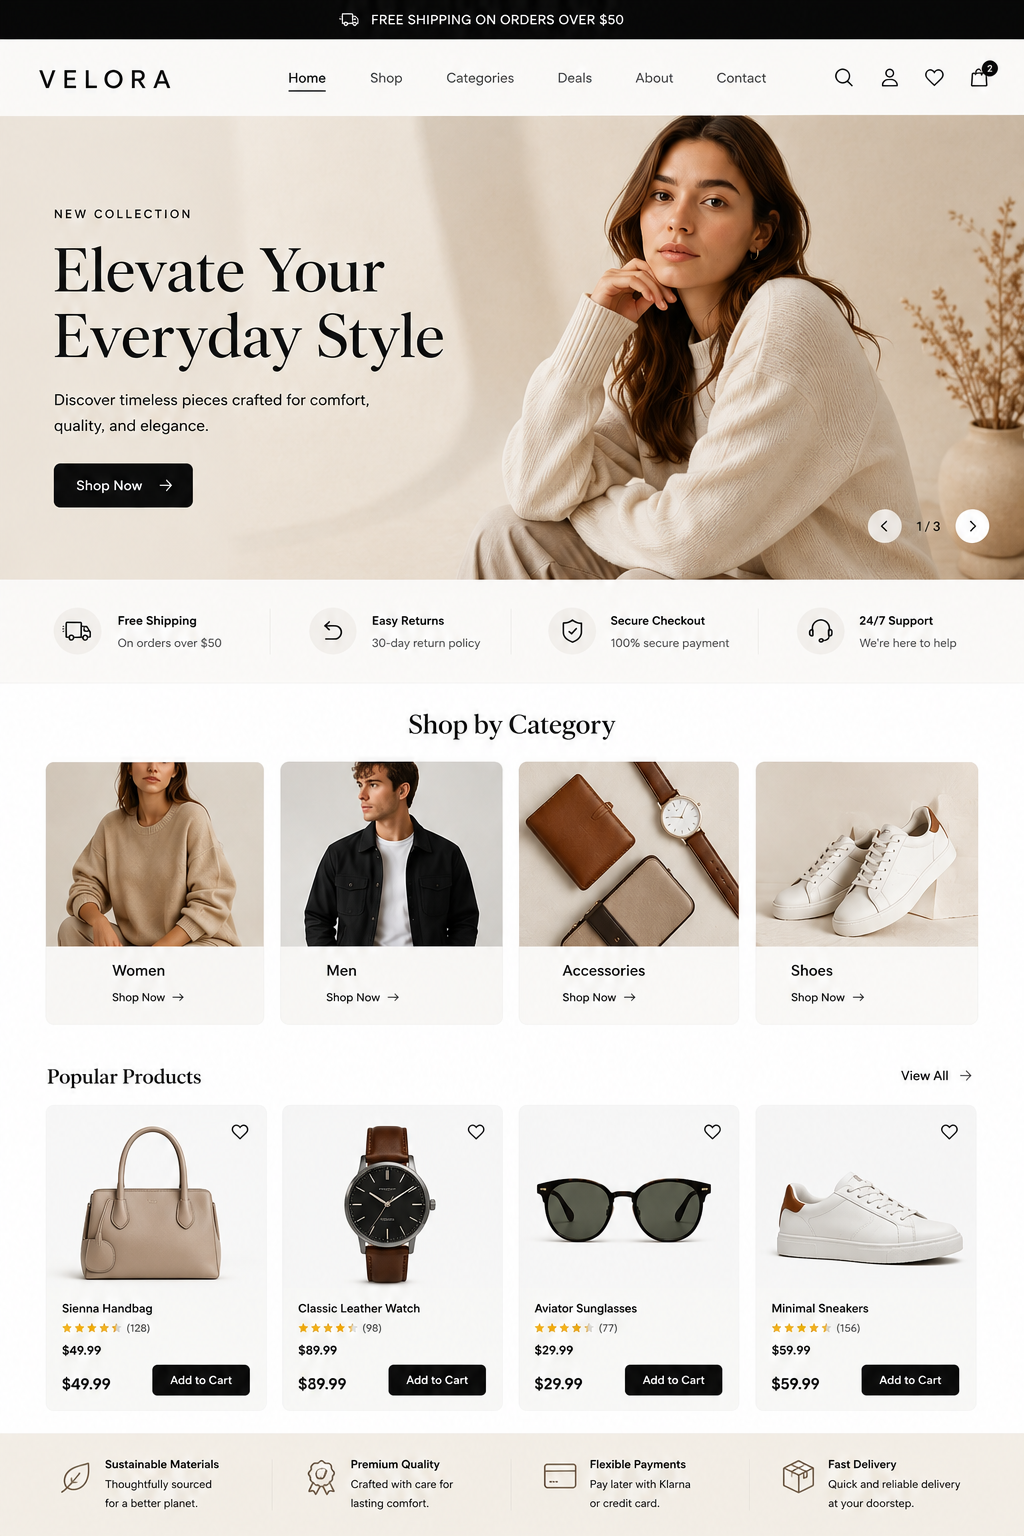 FREE SHIPPING ON ORDERS OVER $50
VELORA
Home
Shop
Categories
Deals
About
Contact
2
NEW COLLECTION
Elevate Your
Everyday Style
Discover timeless pieces crafted for comfort,
quality, and elegance.
Shop Now
1 / 3
Free Shipping
On orders over $50
Easy Returns
30-day return policy
Secure Checkout
100% secure payment
24/7 Support
We're here to help
Shop by Category
Women
Shop Now
Men
Shop Now
Accessories
Shop Now
Shoes
Shop Now
Popular Products
View All
Sienna Handbag
(128)
$49.99
$49.99
Add to Cart
Classic Leather Watch
(98)
$89.99
$89.99
Add to Cart
Aviator Sunglasses
(77)
$29.99
$29.99
Add to Cart
Minimal Sneakers
(156)
$59.99
$59.99
Add to Cart
Sustainable Materials
Thoughtfully sourced
for a better planet.
Premium Quality
Crafted with care for
lasting comfort.
Flexible Payments
Pay later with Klarna
or credit card.
Fast Delivery
Quick and reliable delivery
at your doorstep.